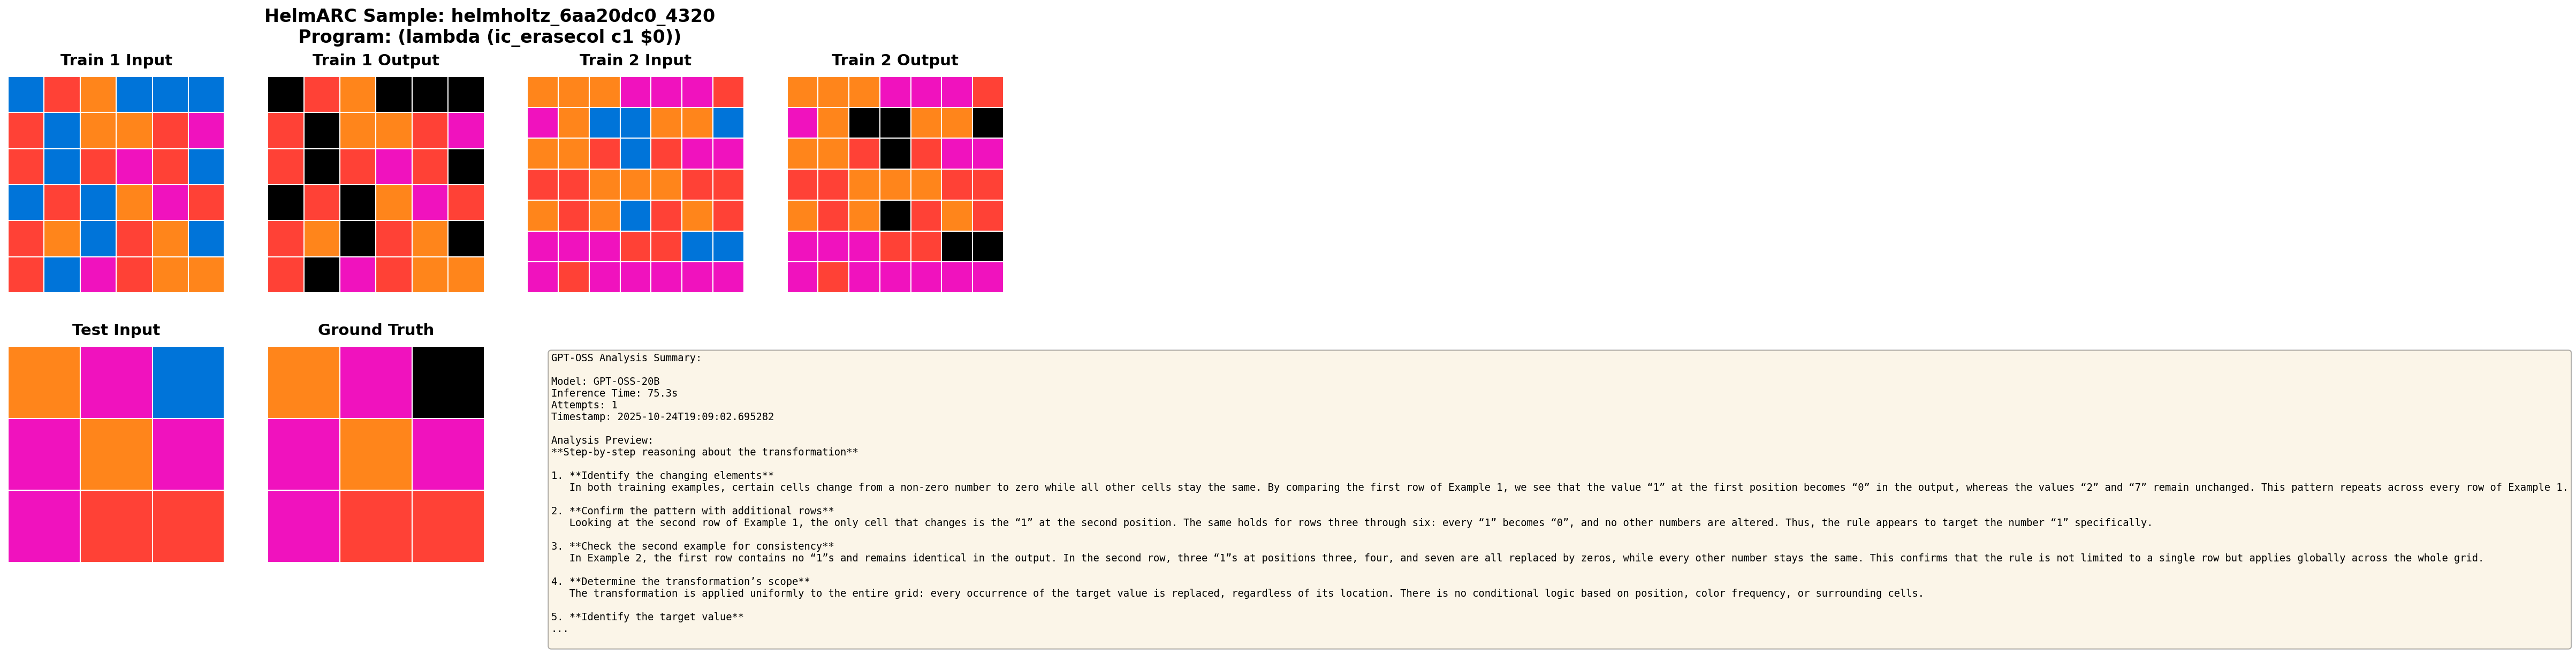 HelmARC Sample: helmholtz_6aa20dc0_4320
Program: (lambda (ic_erasecol c1 $0))
Train 1 Input
Train 1 Output
Train 2 Input
Train 2 Output
Test Input
Ground Truth
GPT-OSS Analysis Summary:
Model: GPT-OSS-20B
Inference Time: 75.3s
Attempts: 1
Timestamp: 2025-10-24T19:09:02.695282
Analysis Preview:
**Step-by-step reasoning about the transformation**
1. **Identify the changing elements**
In both training examples, certain cells change from a non-zero number to zero while all other cells stay the same. By comparing the first row of Example 1, we see that the value “1” at the first position becomes “0” in the output, whereas the values “2” and “7” remain unchanged. This pattern repeats across every row of Example 1.
2. **Confirm the pattern with additional rows**
Looking at the second row of Example 1, the only cell that changes is the “1” at the second position. The same holds for rows three through six: every “1” becomes “0”, and no other numbers are altered. Thus, the rule appears to target the number “1” specifically.
3. **Check the second example for consistency**
In Example 2, the first row contains no “1”s and remains identical in the output. In the second row, three “1”s at positions three, four, and seven are all replaced by zeros, while every other number stays the same. This confirms that the rule is not limited to a single row but applies globally across the whole grid.
4. **Determine the transformation’s scope**
The transformation is applied uniformly to the entire grid: every occurrence of the target value is replaced, regardless of its location. There is no conditional logic based on position, color frequency, or surrounding cells.
5. **Identify the target value**
...